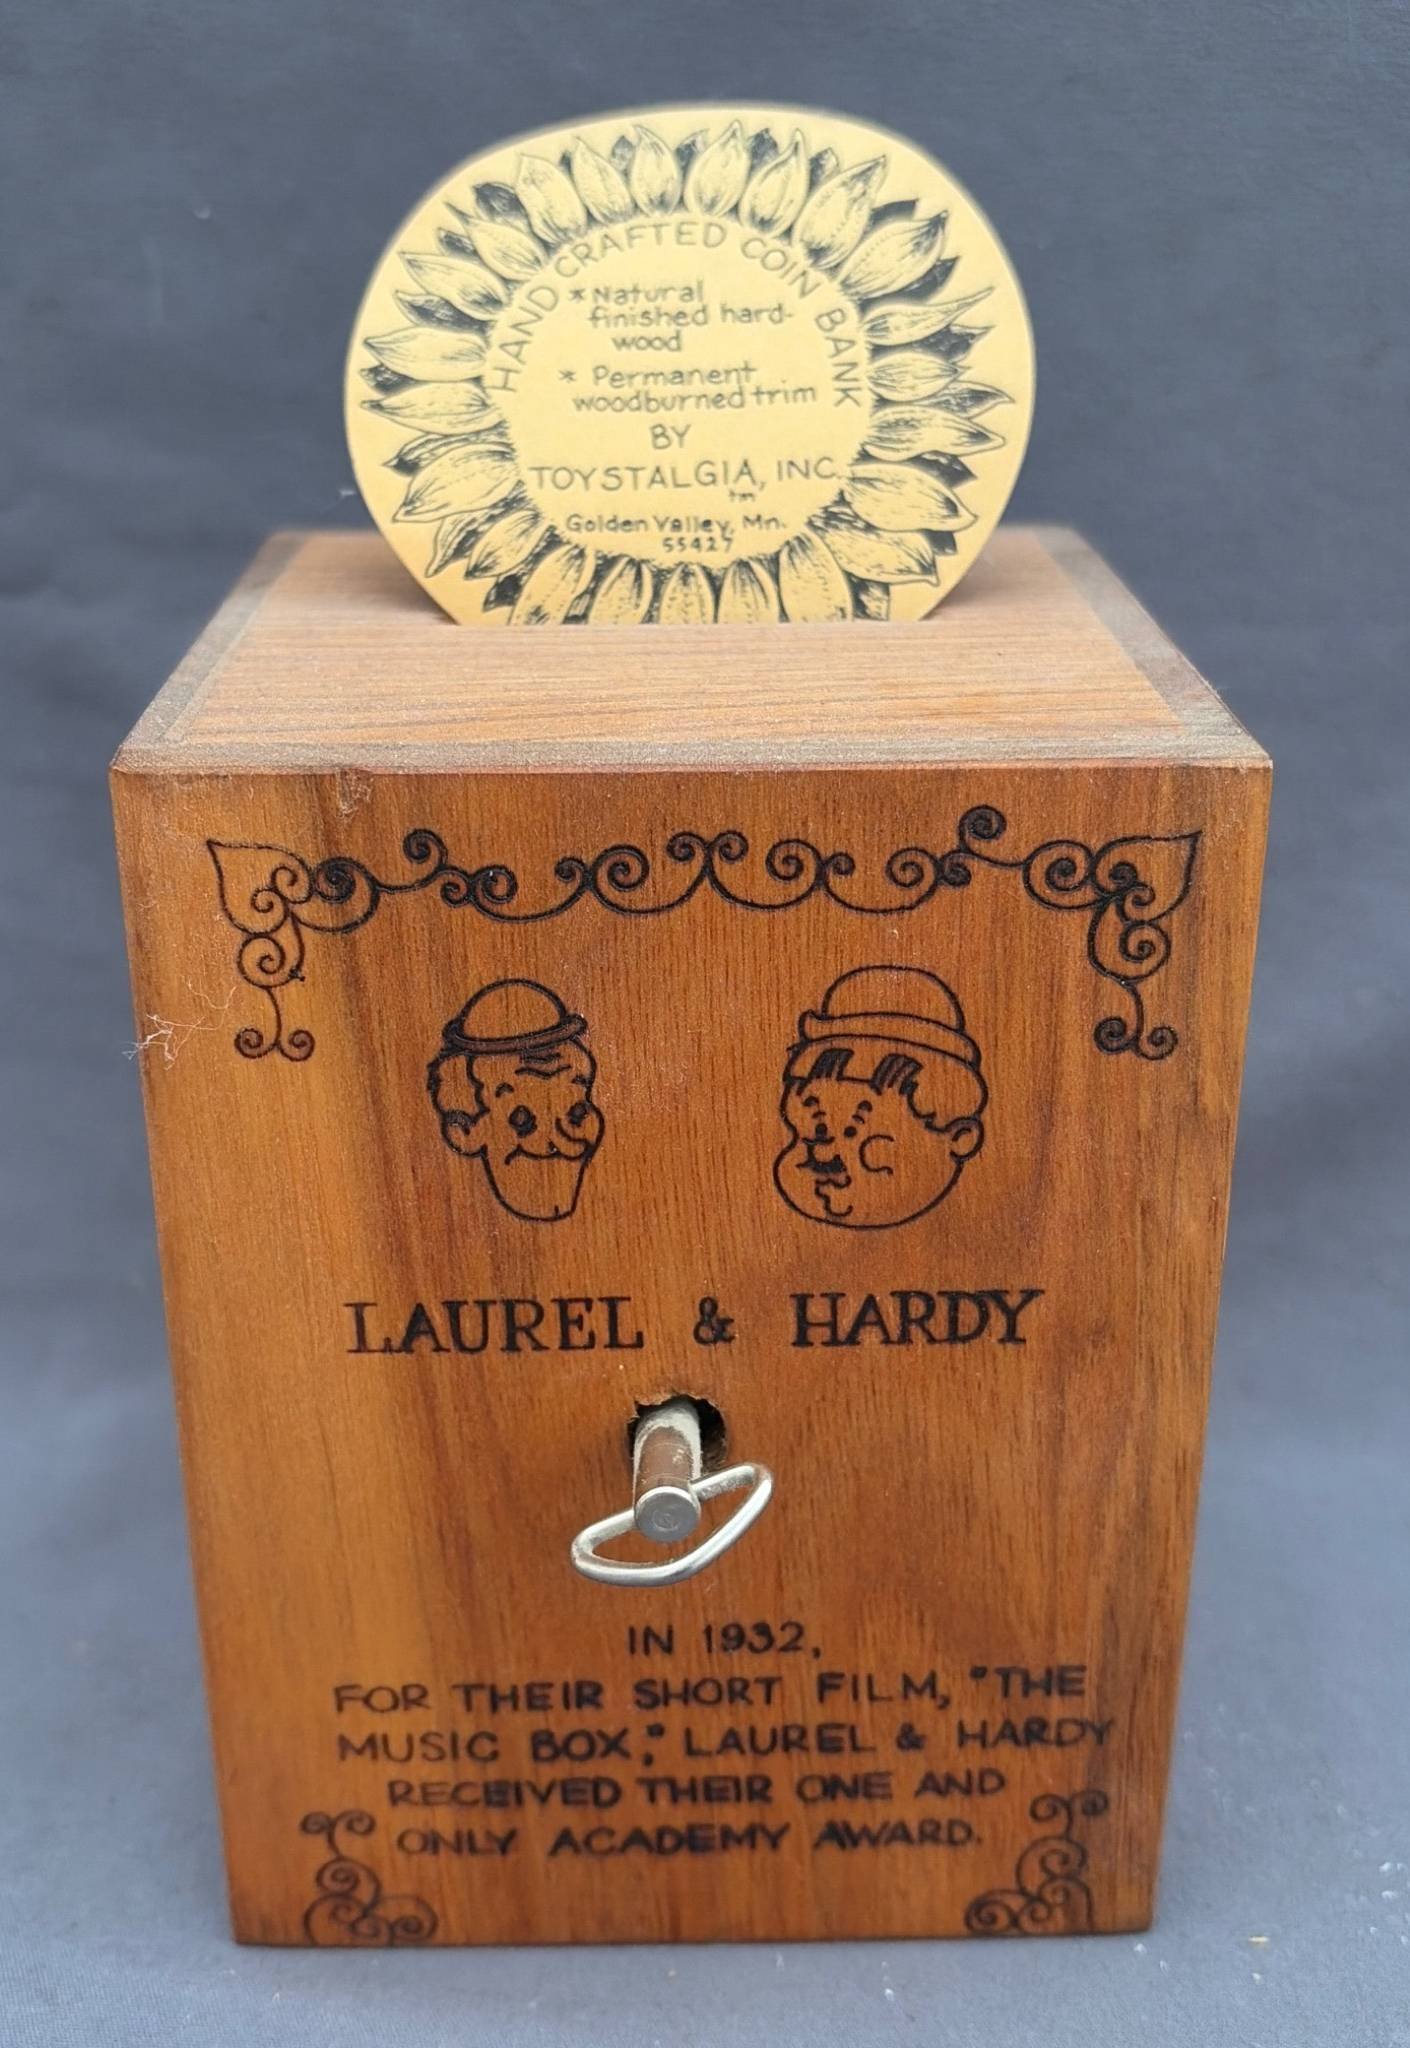 HAND CRAFTED COIN BANK
* Natural
finished hard-
wood
* Permanent
woodburned trim
BY
TOYSTALGIA, INC.
tm
Golden Valley, Mn.
55427
LAUREL & HARDY
IN 1932,
FOR THEIR SHORT FILM, "THE
MUSIC BOX," LAUREL & HARDY
RECEIVED THEIR ONE AND
ONLY ACADEMY AWARD.